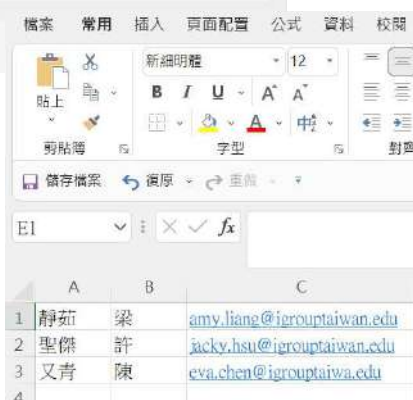 檔案 常用 插入 頁面配置 公式 資料 校閱
新細明體 12
貼上 B I U A A
A 中
剪貼簿 字型 對齊
儲存檔案 復原 重做
E1 fx
A B C
1 靜茹 梁 amy.liang@igrouptaiwan.edu
2 聖傑 許 jacky.hsu@igrouptaiwan.edu
3 又青 陳 eva.chen@igrouptaiwa.edu
4